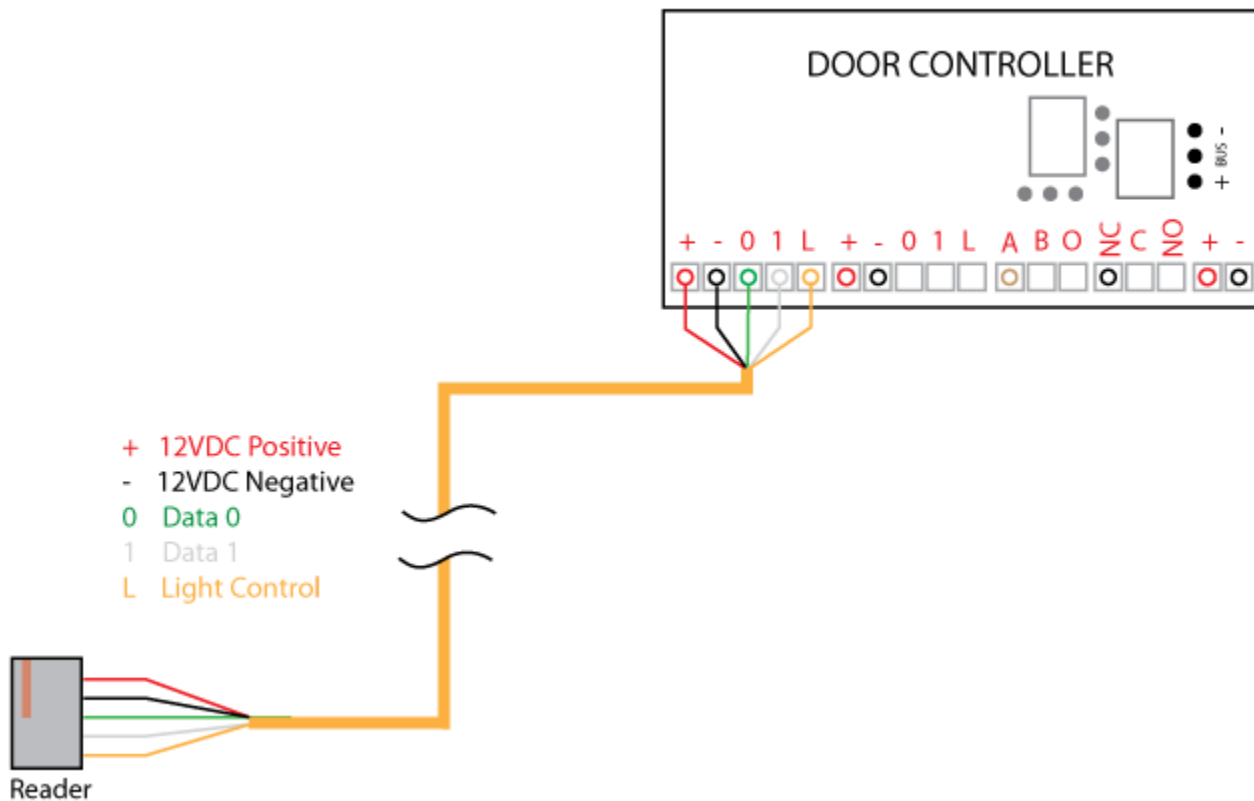 DOOR CONTROLLER
- BUS +
+ - 0 1 L + - 0 1 L A B O NC C NO + -
+ 12VDC Positive
- 12VDC Negative
0 Data 0
1 Data 1
L Light Control
Reader